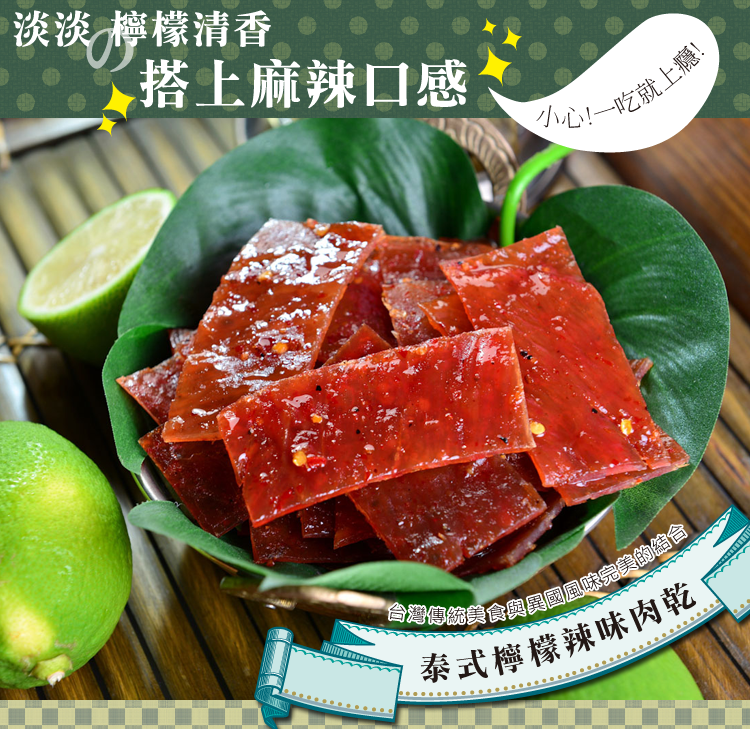 淡淡の檸檬清香
搭上麻辣口感
小心!一吃就上癮!
台灣傳統美食與異國風味完美的結合
泰式檸檬辣味肉乾